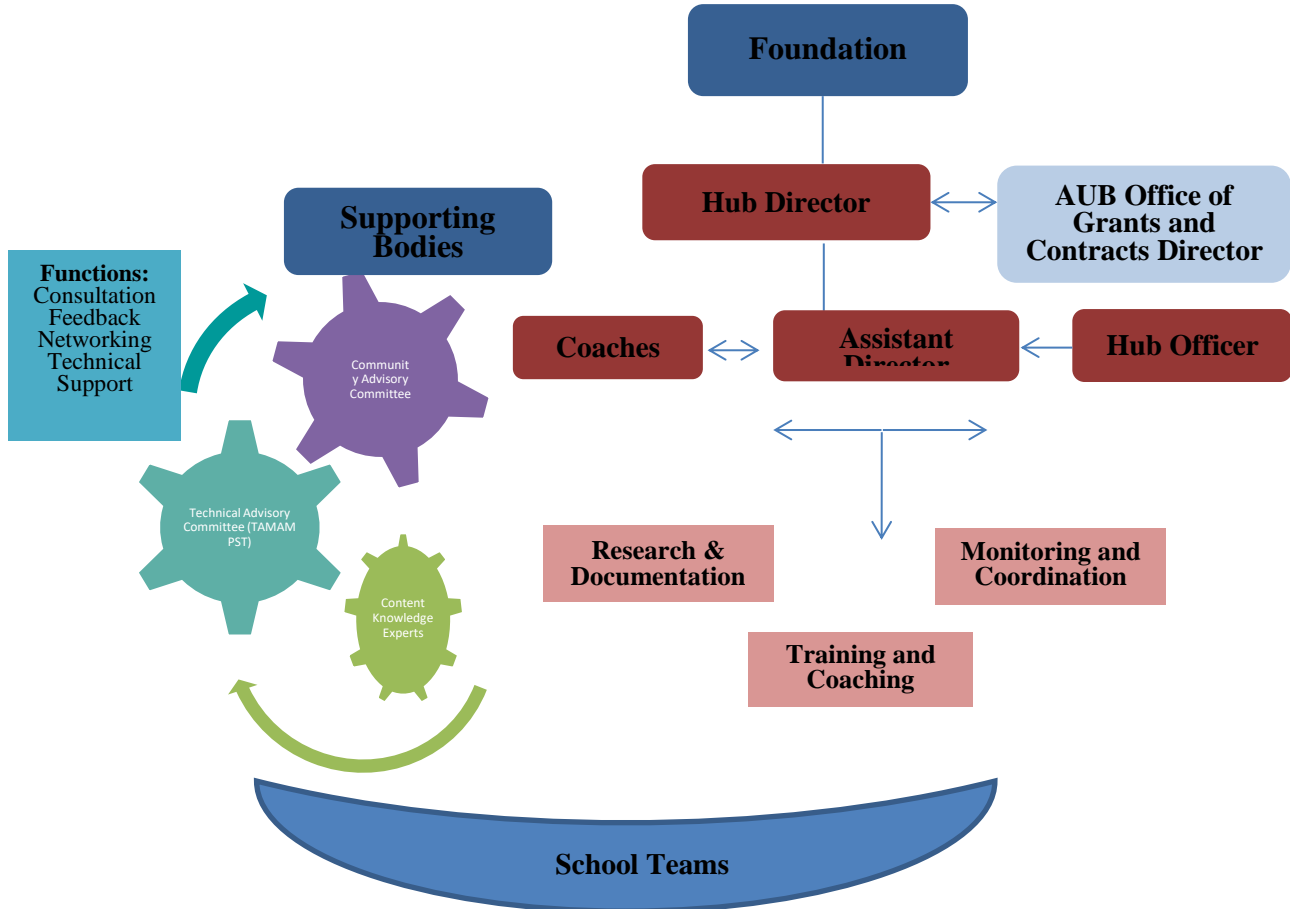 Foundation
Hub Director
AUB Office of
Grants and
Contracts Director
Supporting
Bodies
Functions:
Consultation
Feedback
Networking
Technical
Support
Communit
y Advisory
Committee
Coaches
Assistant
Director
Hub Officer
Technical Advisory
Committee (TAMAM
PST)
Content
Knowledge
Experts
Research &
Documentation
Monitoring and
Coordination
Training and
Coaching
School Teams